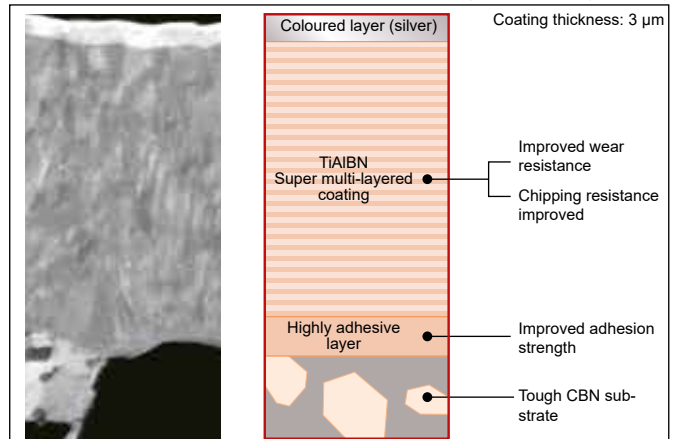 Coloured layer (silver)
Coating thickness: 3 µm
TiAlBN
Super multi-layered
coating
Improved wear
resistance
Chipping resistance
improved
Highly adhesive
layer
Improved adhesion
strength
Tough CBN sub-
strate